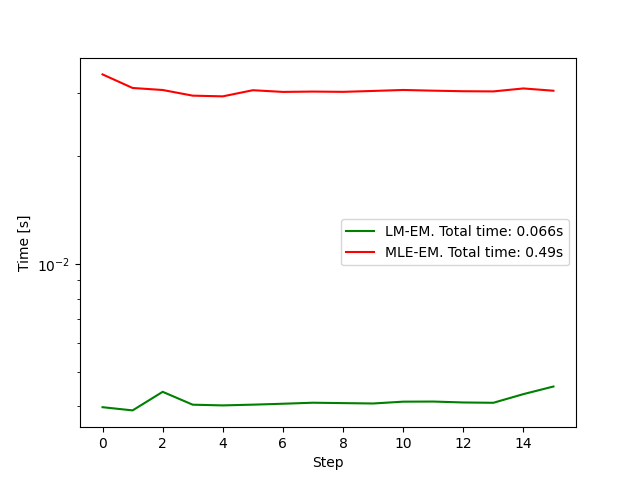 Time [s]
10⁻²
LM-EM. Total time: 0.066s
MLE-EM. Total time: 0.49s
0 2 4 6 8 10 12 14
Step